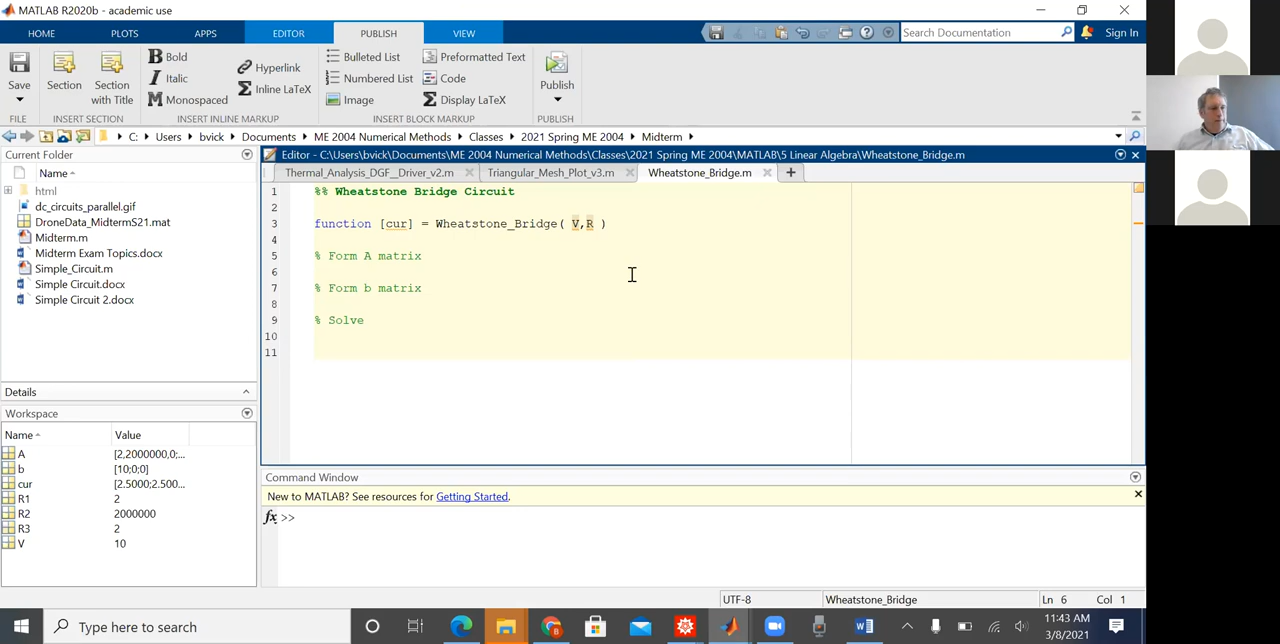 MATLAB R2020b - academic use
HOME PLOTS APPS EDITOR PUBLISH VIEW
Search Documentation
Sign In
Save
Section
Section with Title
Bold
Italic
Monospaced
Hyperlink
Inline LaTeX
Bulleted List
Numbered List
Image
Preformatted Text
Code
Display LaTeX
Publish
FILE INSERT SECTION INSERT INLINE MARKUP INSERT BLOCK MARKUP PUBLISH
C: Users bvick Documents ME 2004 Numerical Methods Classes 2021 Spring ME 2004 Midterm
Current Folder
Name
html
dc_circuits_parallel.gif
DroneData_MidtermS21.mat
Midterm.m
Midterm Exam Topics.docx
Simple_Circuit.m
Simple Circuit.docx
Simple Circuit 2.docx
Details
Workspace
Name Value
A [2,2000000,0;...
b [10;0;0]
cur [2.5000;2.500...
R1 2
R2 2000000
R3 2
V 10
Editor - C:\Users\bvick\Documents\ME 2004 Numerical Methods\Classes\2021 Spring ME 2004\MATLAB\5 Linear Algebra\Wheatstone_Bridge.m
Thermal_Analysis_DGF__Driver_v2.m Triangular_Mesh_Plot_v3.m Wheatstone_Bridge.m
1 %% Wheatstone Bridge Circuit
2
3 function [cur] = Wheatstone_Bridge( V,R )
4
5 % Form A matrix
6
7 % Form b matrix
8
9 % Solve
10
11
Command Window
New to MATLAB? See resources for Getting Started.
fx >>
UTF-8 Wheatstone_Bridge Ln 6 Col 1
Type here to search
11:43 AM
3/8/2021